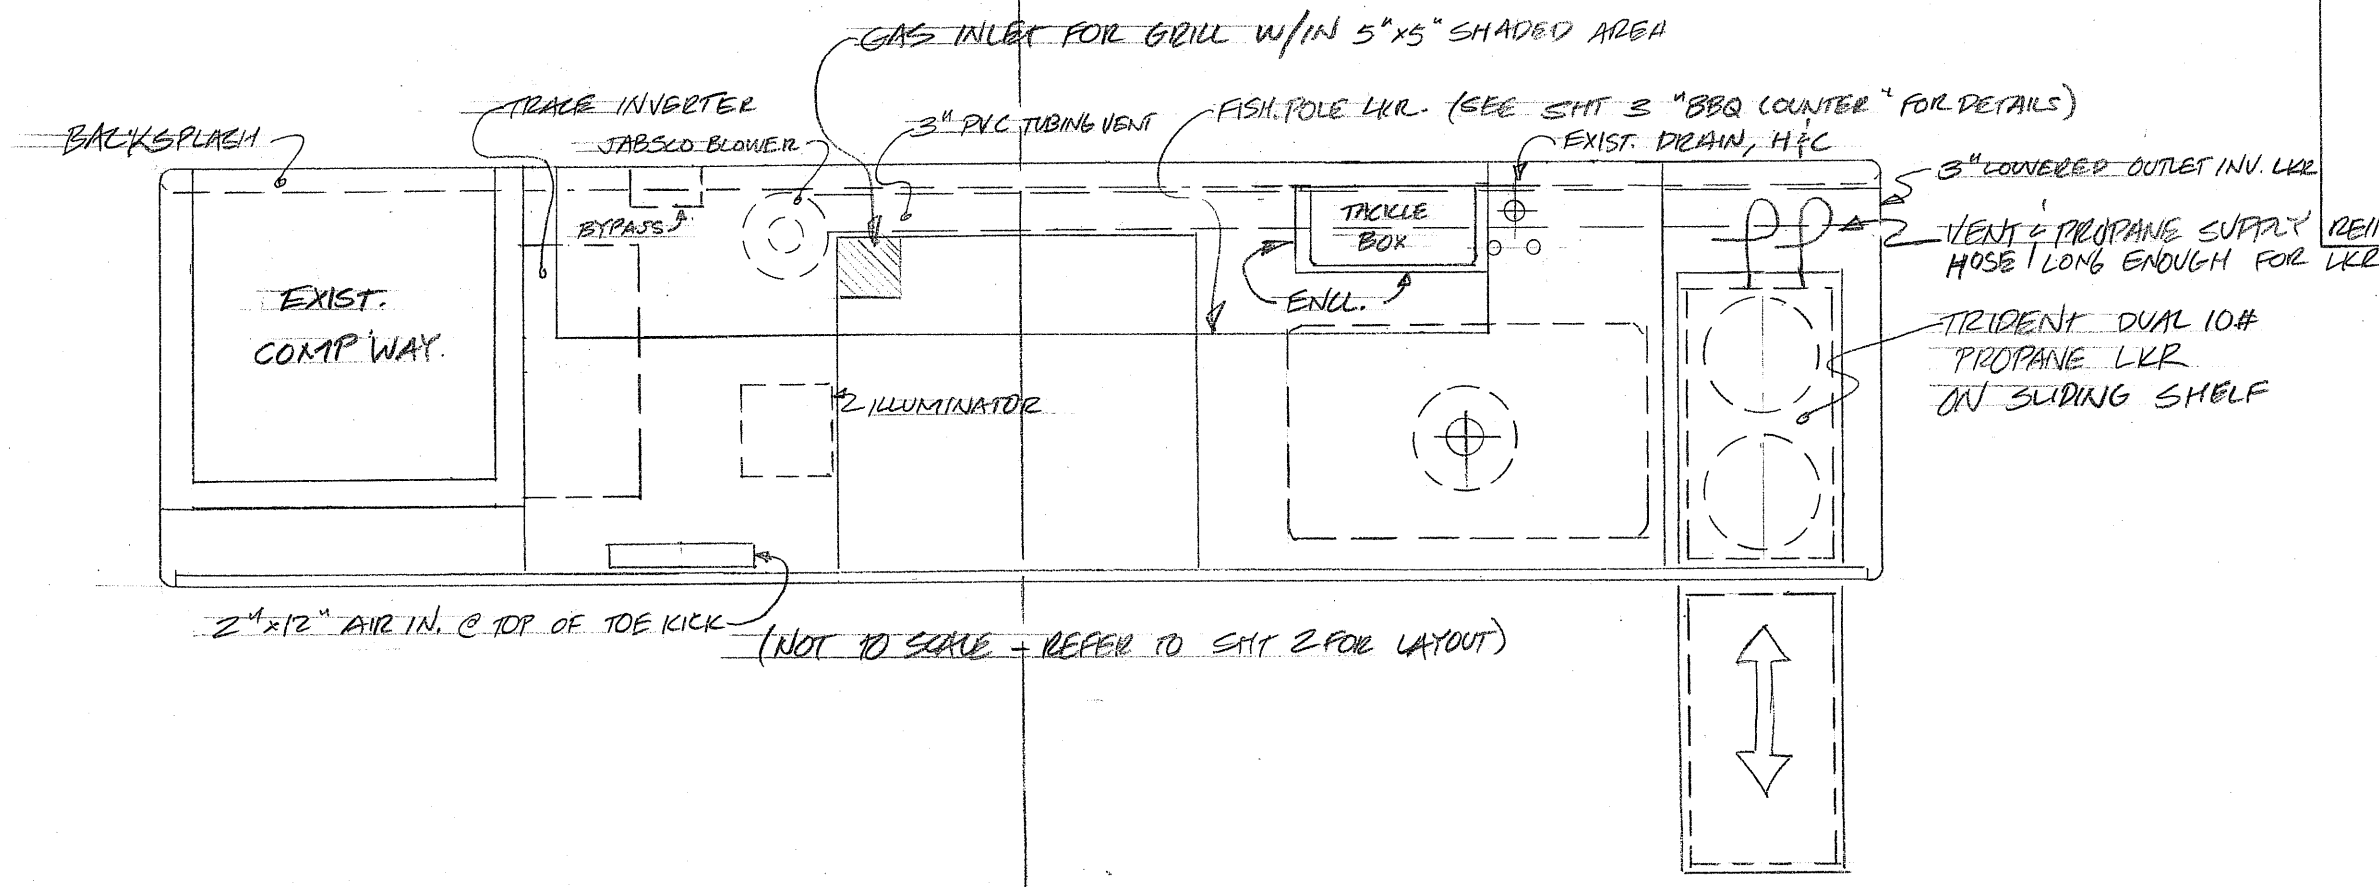 GAS INLET FOR GRILL W/IN 5"x5" SHADED AREA
TRACE INVERTER
3" PVC TUBING VENT
FISH. POLE LKR. (SEE SHT 3 "BBQ COUNTER" FOR DETAILS)
BACKSPLASH
JABSCO BLOWER
EXIST. DRAIN, H&C
3" LOUVERED OUTLET INV. LKR
BYPASS
TACKLE
BOX
VENT & PROPANE SUPPLY
HOSE LONG ENOUGH FOR LKR
EXIST.
COMP'WAY.
ENCL.
TRIDENT DUAL 10#
PROPANE LKR
ON SLIDING SHELF
ILLUMINATOR
2"x12" AIR IN. @ TOP OF TOE KICK
(NOT TO SCALE - REFER TO SHT 2 FOR LAYOUT)